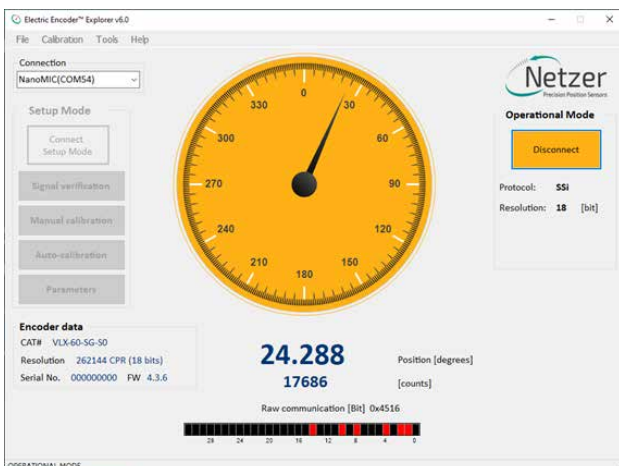 Electric Encoder™ Explorer v6.0
File Calibration Tools Help
Connection
NanoMIC(COM54)
Setup Mode
Connect
Setup Mode
Signal verification
Manual calibration
Auto-calibration
Parameters
0
30
60
90
120
150
180
210
240
270
300
330
Netzer
Precision Position Sensors
Operational Mode
Disconnect
Protocol: SSi
Resolution: 18 [bit]
Encoder data
CAT# VLX-60-SG-S0
Resolution 262144 CPR (18 bits)
Serial No. 000000000 FW 4.3.6
24.288 Position [degrees]
17686 [counts]
Raw communication [Bit] 0x4516
28 24 20 16 12 8 4 0
OPERATIONAL MODE